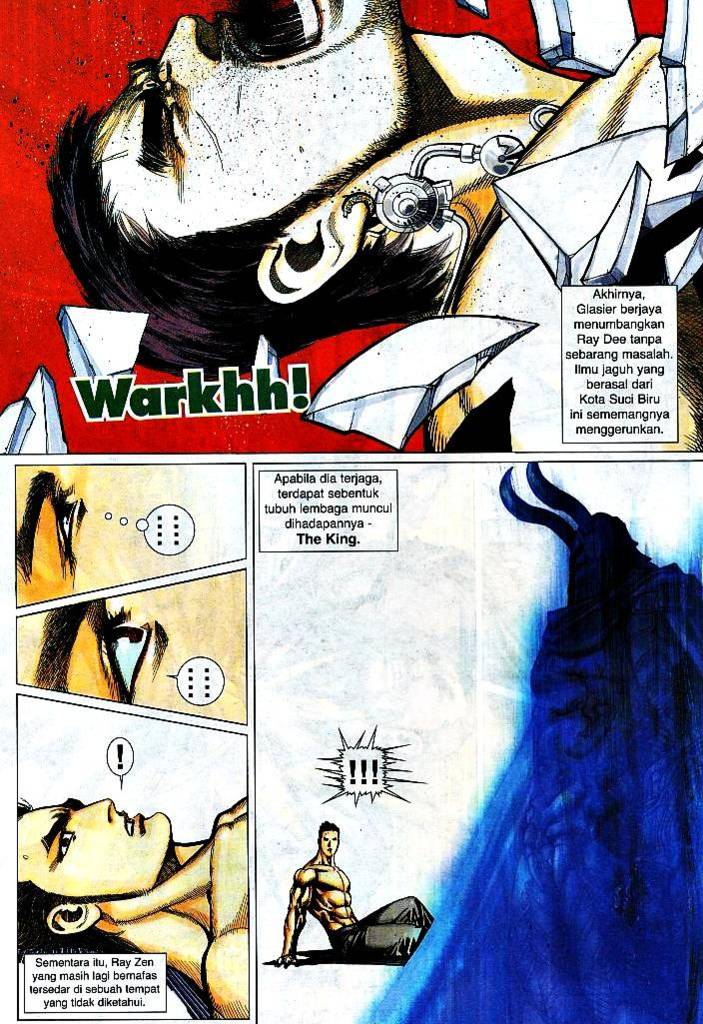 Warkhh!
Akhirnya,
Glasier berjaya
menumbangkan
Ray Dee tanpa
sebarang masalah.
Ilmu jaguh yang
berasal dari
Kota Suci Biru
ini sememangnya
menggerunkan.
!
Sementara itu, Ray Zen
yang masih lagi bernafas
tersedar di sebuah tempat
yang tidak diketahui.
Apabila dia terjaga,
terdapat sebentuk
tubuh lembaga muncul
dihadapannya -
The King.
!!!